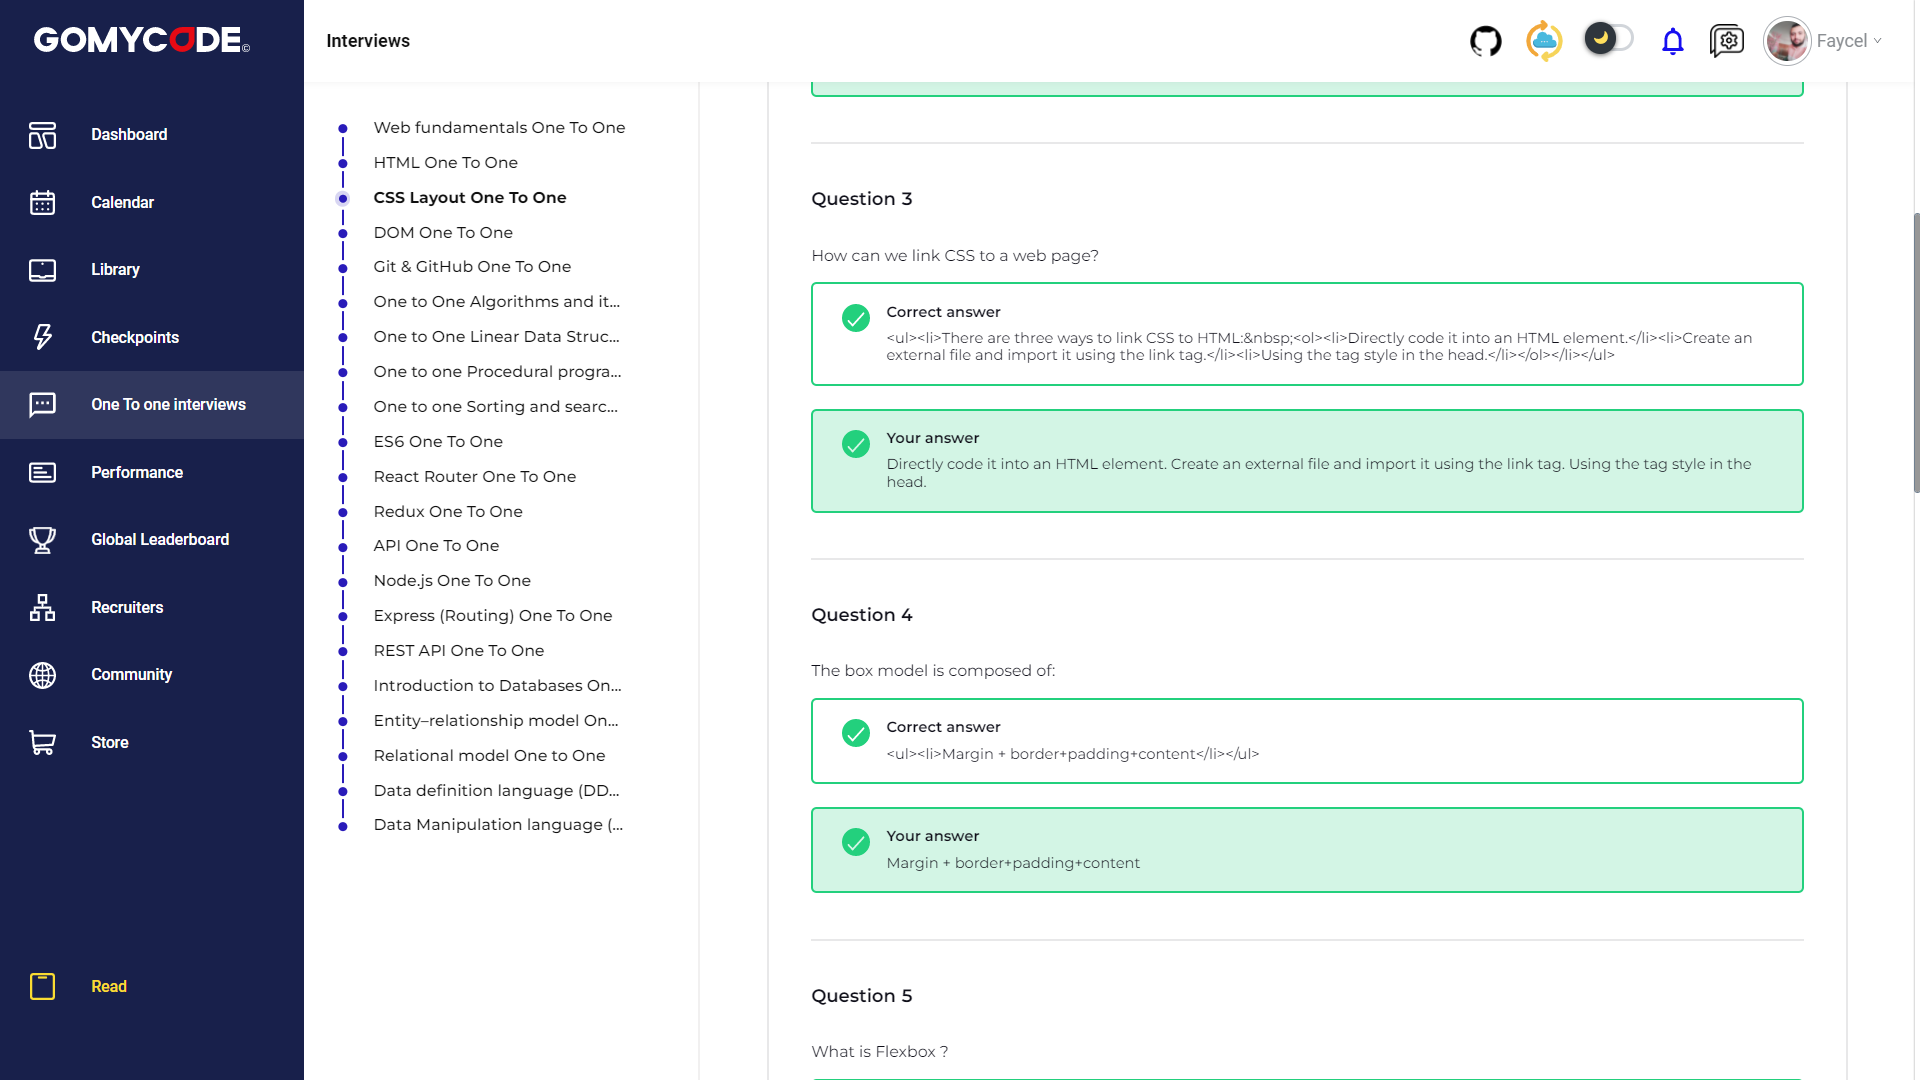 GOMYCODE©
Interviews
Faycel
Dashboard
Calendar
Library
Checkpoints
One To one interviews
Performance
Global Leaderboard
Recruiters
Community
Store
Read
Web fundamentals One To One
HTML One To One
CSS Layout One To One
DOM One To One
Git & GitHub One To One
One to One Algorithms and it...
One to One Linear Data Struc...
One to one Procedural progra...
One to one Sorting and searc...
ES6 One To One
React Router One To One
Redux One To One
API One To One
Node.js One To One
Express (Routing) One To One
REST API One To One
Introduction to Databases On...
Entity–relationship model On...
Relational model One to One
Data definition language (DD...
Data Manipulation language (...
Question 3
How can we link CSS to a web page?
Correct answer
<ul><li>There are three ways to link CSS to HTML:&nbsp;<ol><li>Directly code it into an HTML element.</li><li>Create an
external file and import it using the link tag.</li><li>Using the tag style in the head.</li></ol></li></ul>
Your answer
Directly code it into an HTML element. Create an external file and import it using the link tag. Using the tag style in the
head.
Question 4
The box model is composed of:
Correct answer
<ul><li>Margin + border+padding+content</li></ul>
Your answer
Margin + border+padding+content
Question 5
What is Flexbox ?